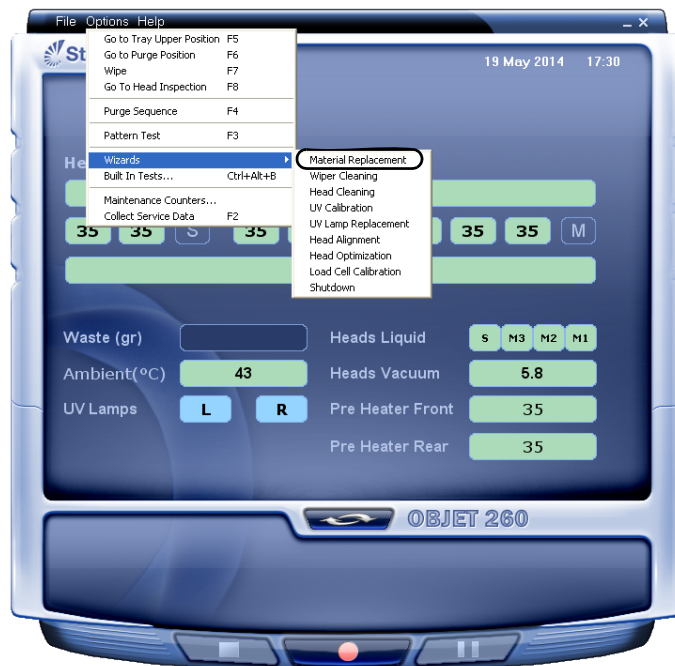 File Options Help
St
19 May 2014 17:30
Go to Tray Upper Position F5
Go to Purge Position F6
Wipe F7
Go To Head Inspection F8
Purge Sequence F4
Pattern Test F3
Wizards
Built In Tests... Ctrl+Alt+B
Maintenance Counters...
Collect Service Data F2
Material Replacement
Wiper Cleaning
Head Cleaning
UV Calibration
UV Lamp Replacement
Head Alignment
Head Optimization
Load Cell Calibration
Shutdown
He
35 35 S 35 35 35 M
Waste (gr)
Heads Liquid S M3 M2 M1
Ambient(ºC) 43
Heads Vacuum 5.8
UV Lamps L R
Pre Heater Front 35
Pre Heater Rear 35
OBJET 260